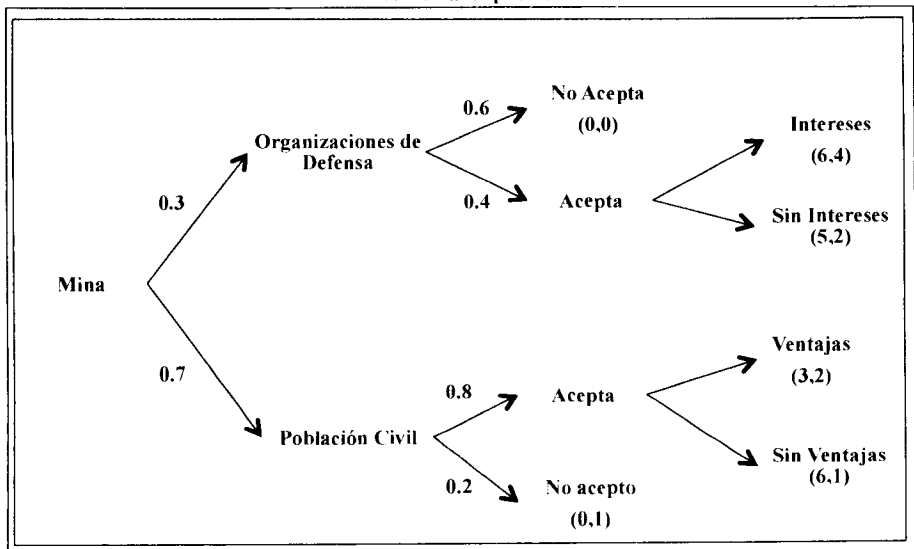 No Acepta
(0,0)
0.6
Organizaciones de
Defensa
Intereses
(6,4)
0.3
0.4
Acepta
Sin Intereses
(5,2)
Mina
Ventajas
(3,2)
0.7
0.8
Acepta
Población Civil
Sin Ventajas
(6,1)
0.2
No acepto
(0,1)